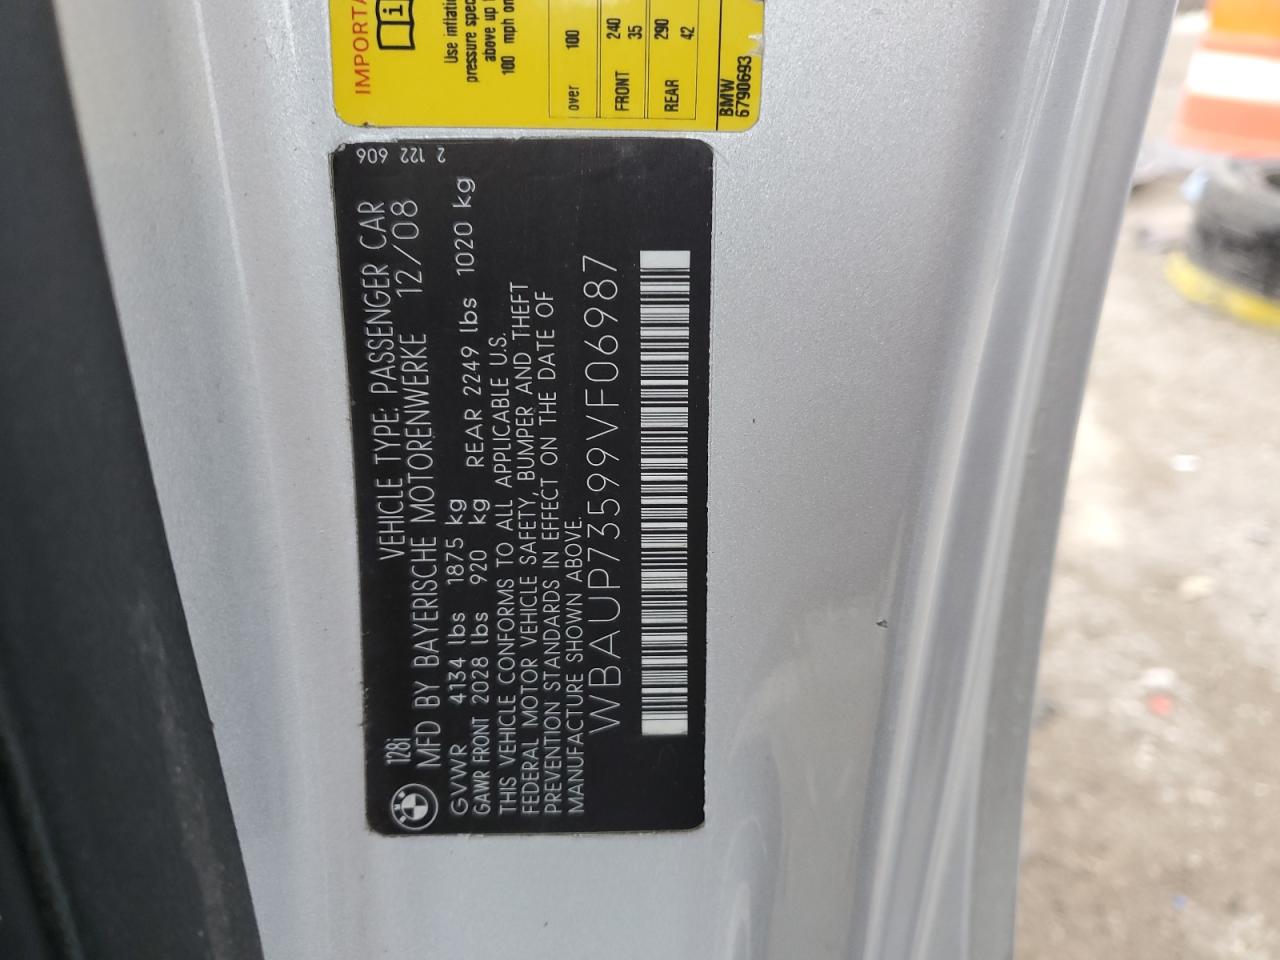 IMPORTA
Use inflatio
pressure spec
above up
100 mph on
over 100
FRONT 240
35
REAR 290
42
BMW
6790693
2 122 606
128i VEHICLE TYPE: PASSENGER CAR
MFD BY BAYERISCHE MOTORENWERKE 12/08
GVWR 4134 lbs 1875 kg
GAWR FRONT 2028 lbs 920 kg REAR 2249 lbs 1020 kg
THIS VEHICLE CONFORMS TO ALL APPLICABLE U.S.
FEDERAL MOTOR VEHICLE SAFETY, BUMPER AND THEFT
PREVENTION STANDARDS IN EFFECT ON THE DATE OF
MANUFACTURE SHOWN ABOVE.
WBAUP73599VF06987